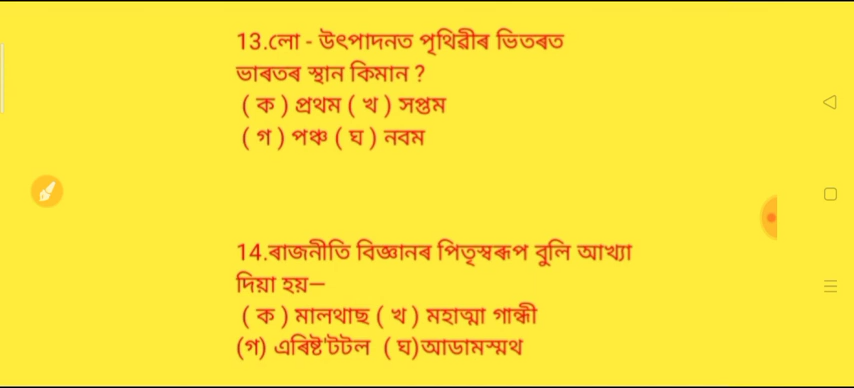 13.লো - উৎপাদনত পৃথিৱীৰ ভিতৰত
ভাৰতৰ স্থান কিমান ?
( ক ) প্ৰথম ( খ ) সপ্তম
( গ ) পঞ্চ ( ঘ ) নবম
14.ৰাজনীতি বিজ্ঞানৰ পিতৃস্বৰূপ বুলি আখ্যা
দিয়া হয়—
( ক ) মালথাছ ( খ ) মহাত্মা গান্ধী
(গ) এৰিষ্ট'টটল ( ঘ)আডামস্মথ